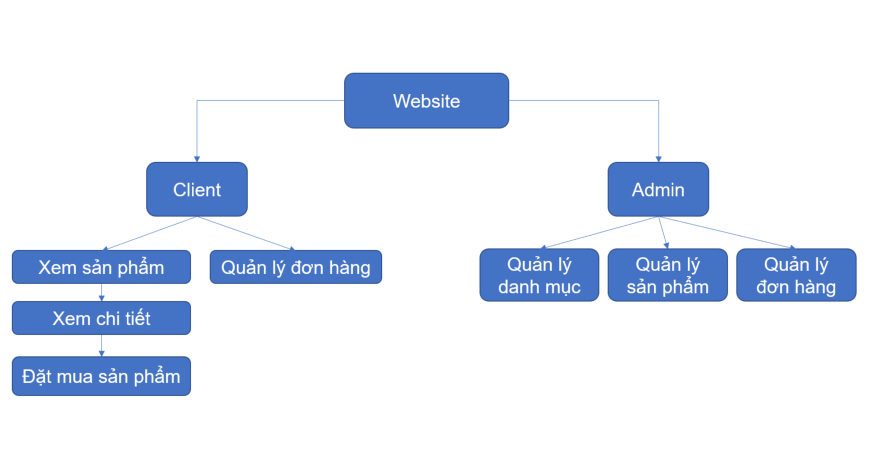 Website
Client
Admin
Xem sản phẩm
Quản lý đơn hàng
Xem chi tiết
Đặt mua sản phẩm
Quản lý
danh mục
Quản lý
sản phẩm
Quản lý
đơn hàng